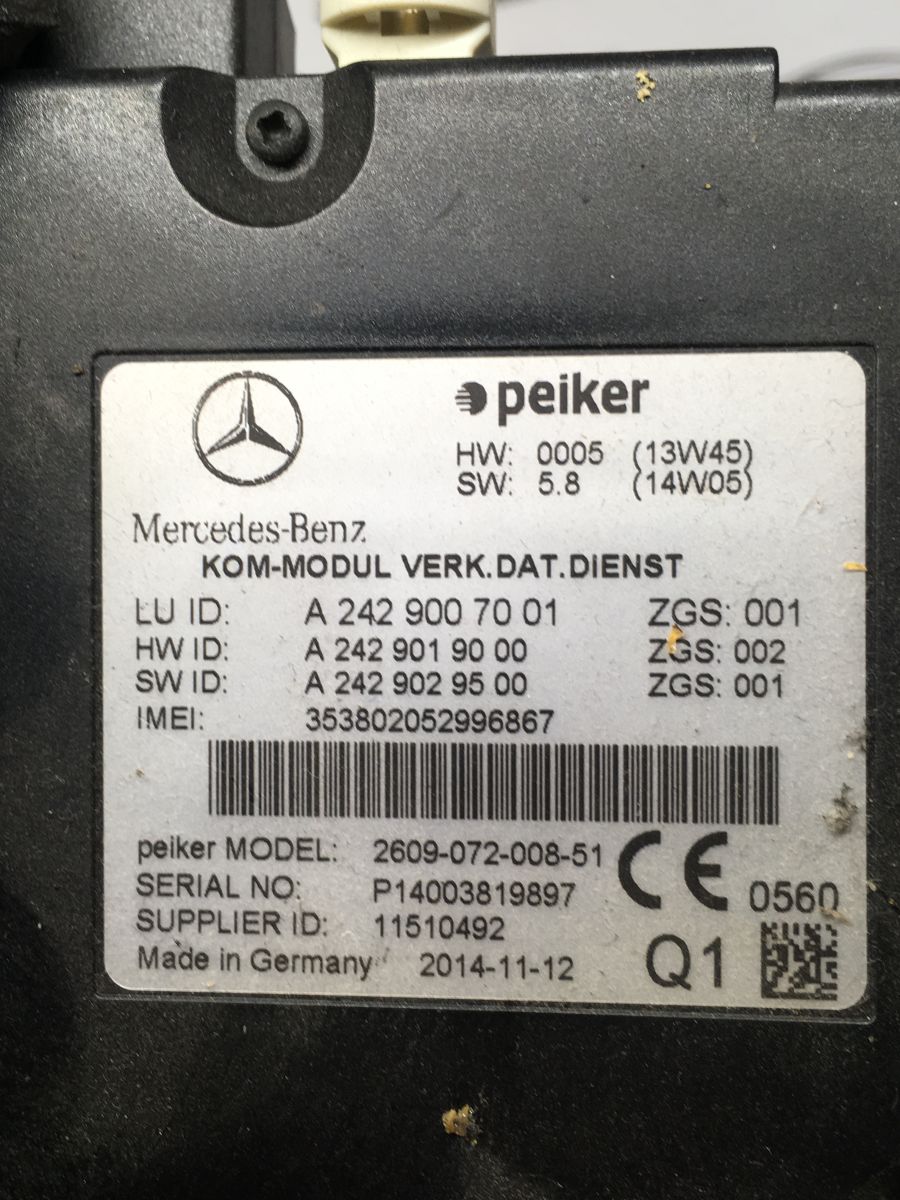 peiker
HW: 0005 (13W45)
SW: 5.8 (14W05)
Mercedes-Benz
KOM-MODUL VERK.DAT.DIENST
LU ID: A 242 900 70 01 ZGS: 001
HW ID: A 242 901 90 00 ZGS: 002
SW ID: A 242 902 95 00 ZGS: 001
IMEI: 353802052996867
peiker MODEL: 2609-072-008-51
SERIAL NO: P14003819897
SUPPLIER ID: 11510492
Made in Germany 2014-11-12
CE 0560
Q1